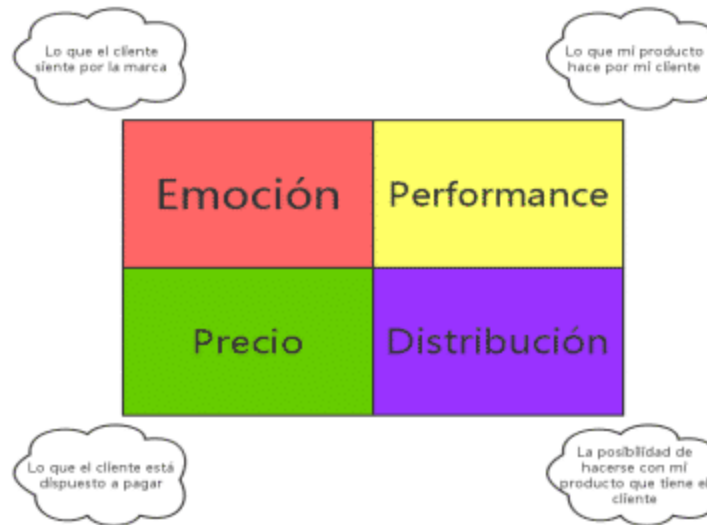 Lo que el cliente
siente por la marca
Lo que mi producto
hace por mi cliente
Emoción
Performance
Precio
Distribución
Lo que el cliente está
dispuesto a pagar
La posibilidad de
hacerse con mi
producto que tiene el
cliente